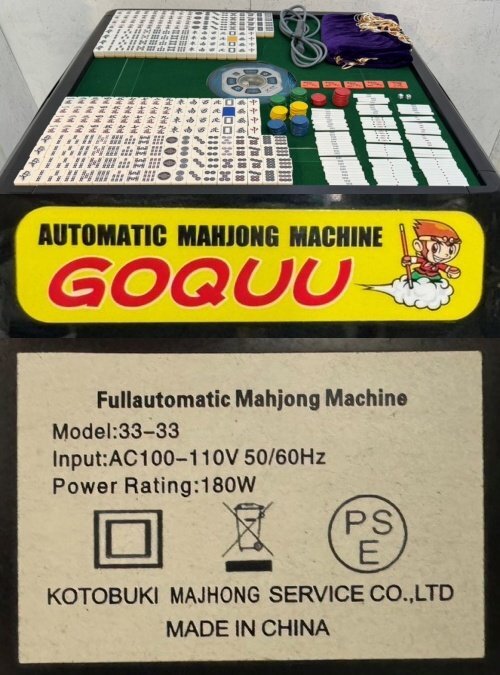 AUTOMATIC MAHJONG MACHINE
GOQUU
Fullautomatic Mahjong Machine
Model:33-33
Input:AC100-110V 50/60Hz
Power Rating:180W
PS
E
KOTOBUKI MAJHONG SERVICE CO.,LTD
MADE IN CHINA